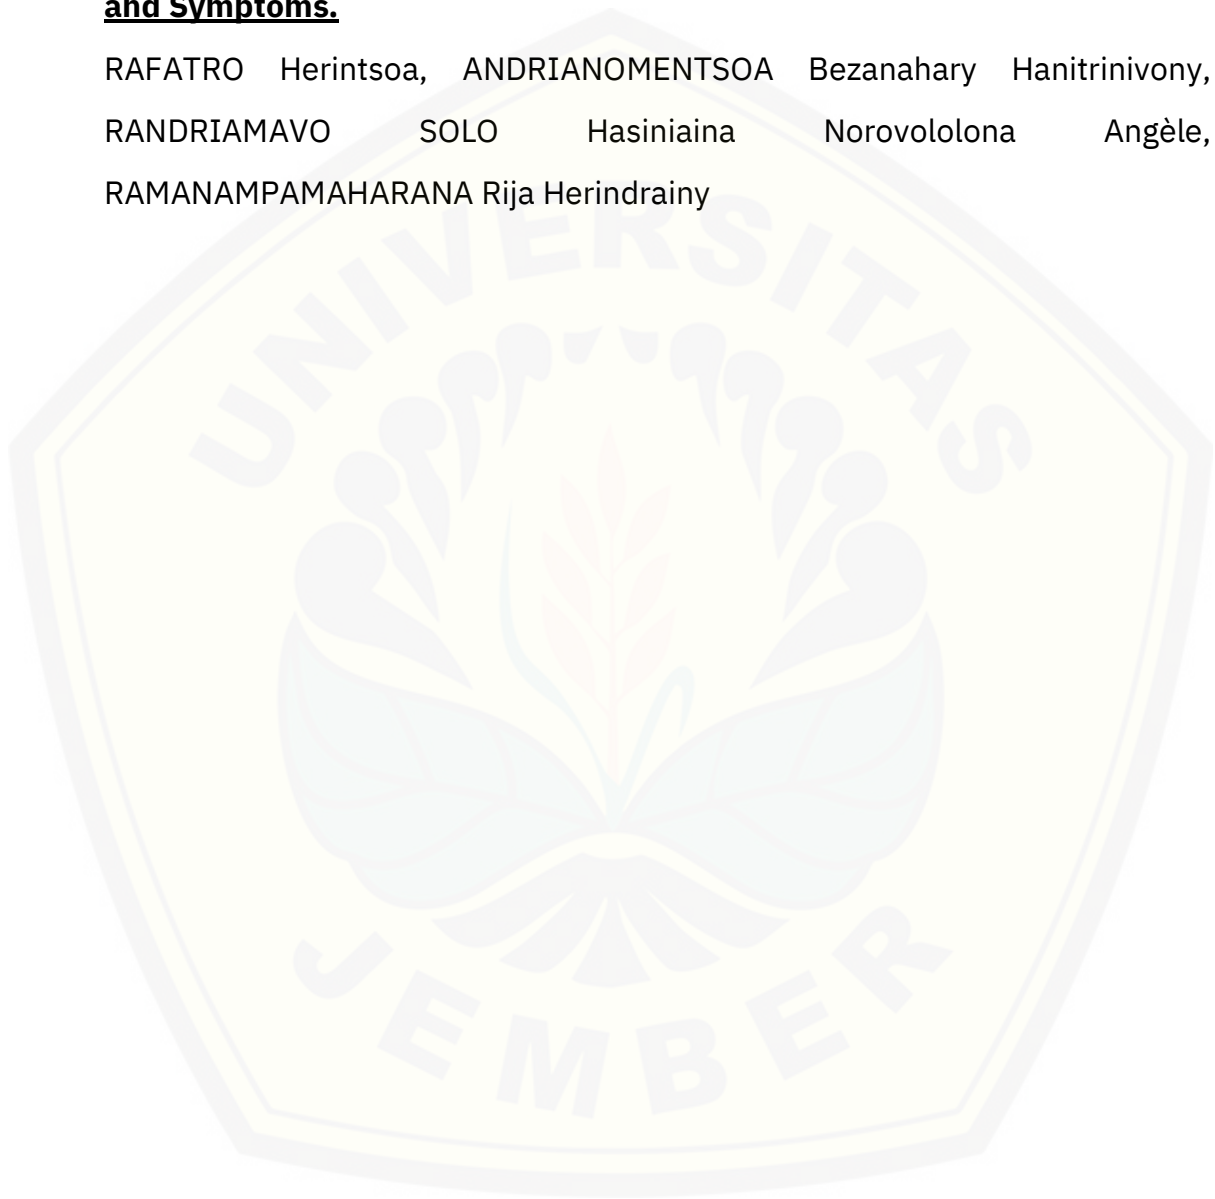 and Symptoms.
RAFATRO Herintsoa, ANDRIANOMENTSOA Bezanahary Hanitrinivony,
RANDRIAMAVO SOLO Hasiniaina Norovololona Angèle,
RAMANAMPAMAHARANA Rija Herindrainy
UNIVERSITAS
JEMBER